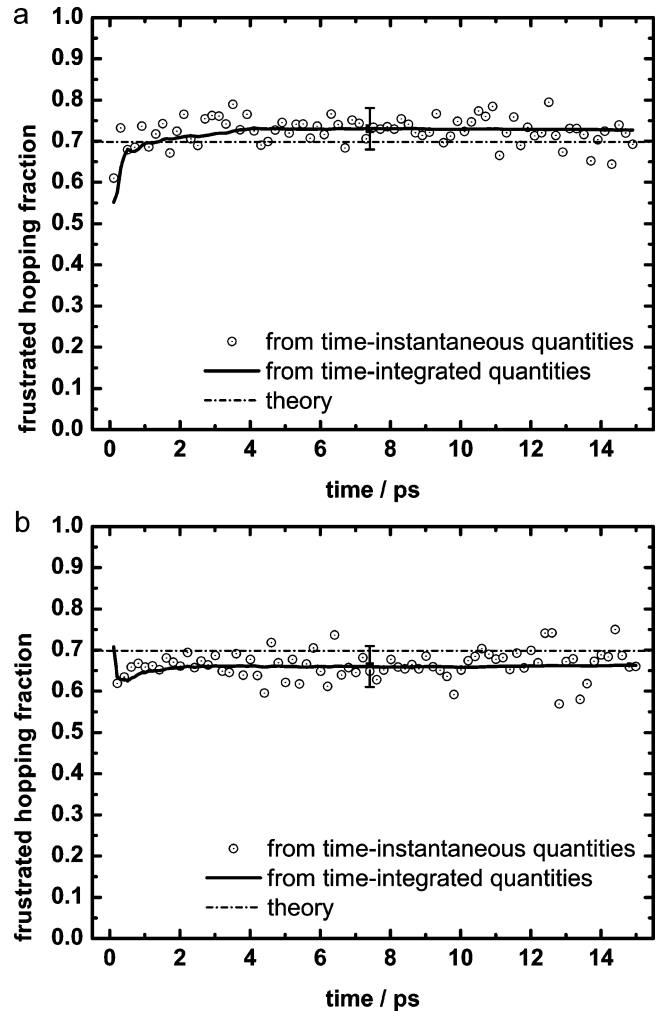 a
1.0
0.9
0.8
0.7
0.6
0.5
0.4
0.3
0.2
0.1
0.0
frustrated hopping fraction
from time-instantaneous quantities
from time-integrated quantities
theory
0 2 4 6 8 10 12 14
time / ps
b
1.0
0.9
0.8
0.7
0.6
0.5
0.4
0.3
0.2
0.1
0.0
frustrated hopping fraction
from time-instantaneous quantities
from time-integrated quantities
theory
0 2 4 6 8 10 12 14
time / ps